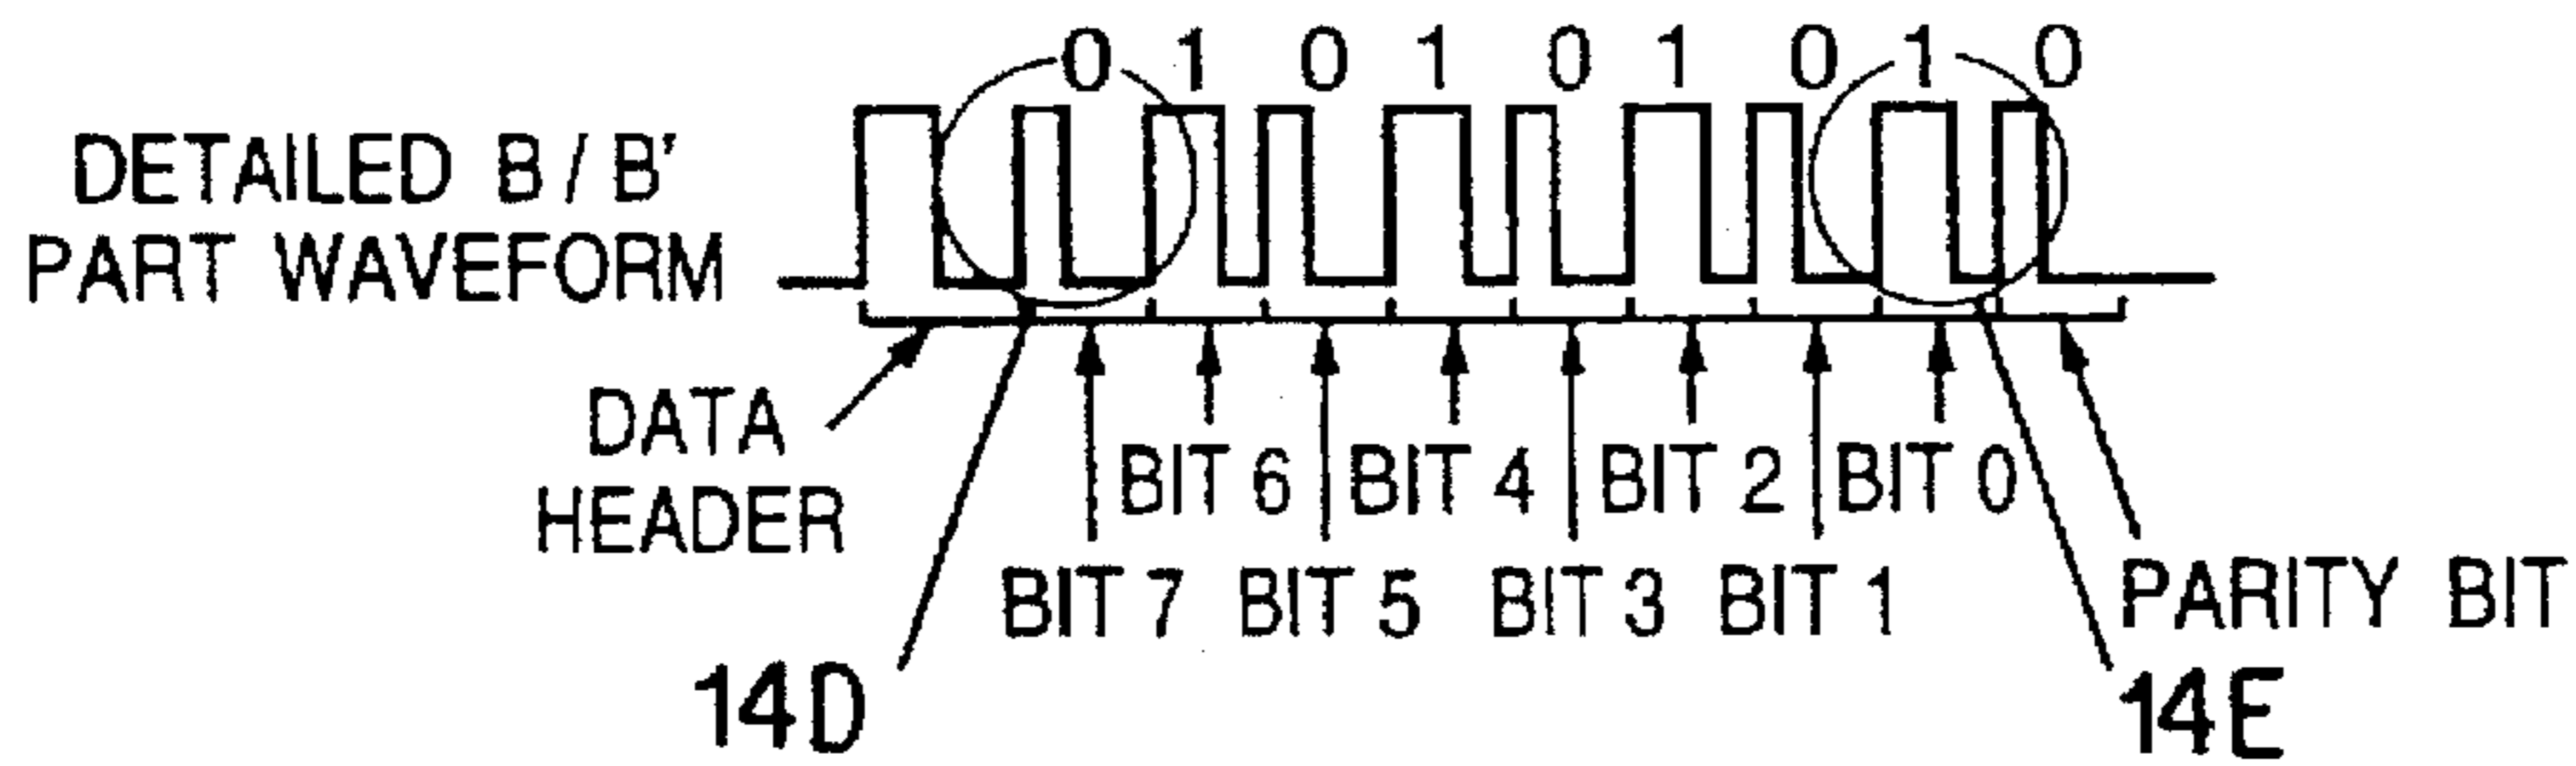 0 1 0 1 0 1 0 1 0
DETAILED B / B'
PART WAVEFORM
DATA
HEADER
BIT 6 BIT 4 BIT 2 BIT 0
BIT 7 BIT 5 BIT 3 BIT 1
PARITY BIT
14D
14E